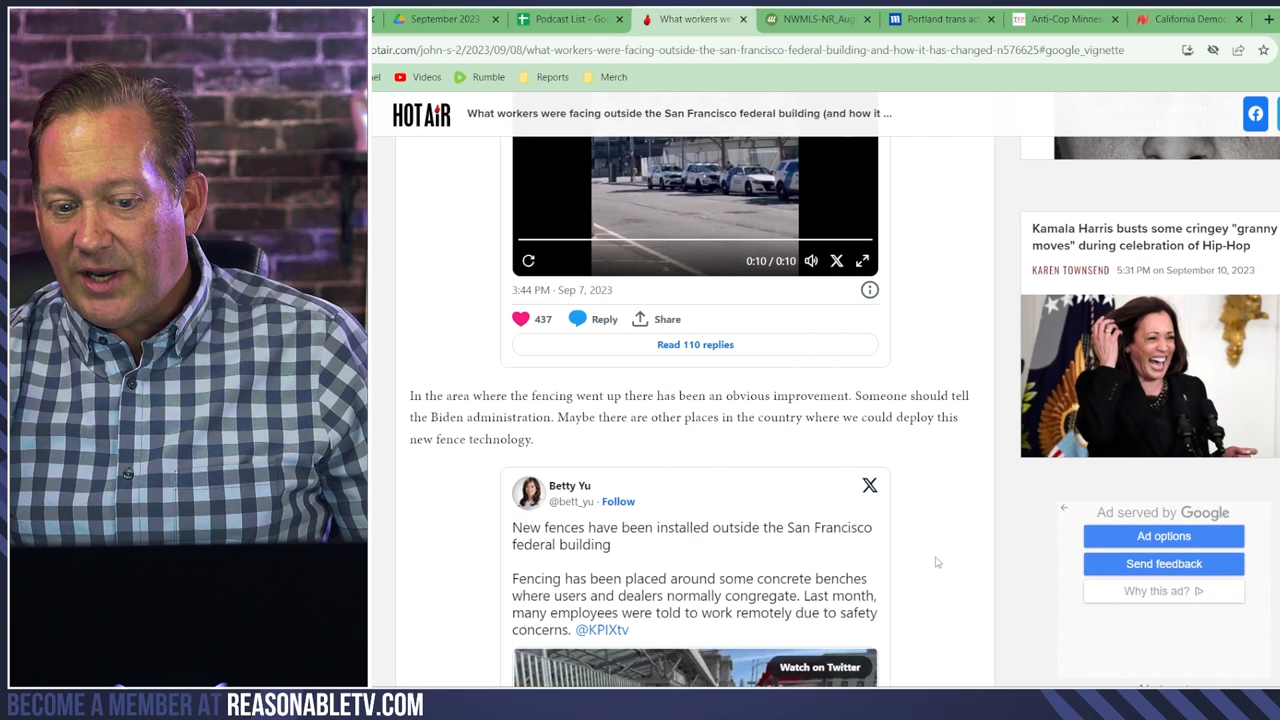 September 2023
Podcast List - Goo
What workers we
NWMLS-NR_Aug
Portland trans act
Anti-Cop Minnes
California Democ
otair.com/john-s-2/2023/09/08/what-workers-were-facing-outside-the-san-francisco-federal-building-and-how-it-has-changed-n576625#google_vignette
nel Videos Rumble Reports Merch
HOT AIR What workers were facing outside the San Francisco federal building (and how it ...
0:10 / 0:10
3:44 PM · Sep 7, 2023
437 Reply Share
Read 110 replies
In the area where the fencing went up there has been an obvious improvement. Someone should tell
the Biden administration. Maybe there are other places in the country where we could deploy this
new fence technology.
Betty Yu
@bett_yu · Follow
New fences have been installed outside the San Francisco
federal building
Fencing has been placed around some concrete benches
where users and dealers normally congregate. Last month,
many employees were told to work remotely due to safety
concerns. @KPIXtv
Watch on Twitter
Kamala Harris busts some cringey "granny
moves" during celebration of Hip-Hop
KAREN TOWNSEND 5:31 PM on September 10, 2023
Ad served by Google
Ad options
Send feedback
Why this ad?
BECOME A MEMBER AT REASONABLETV.COM